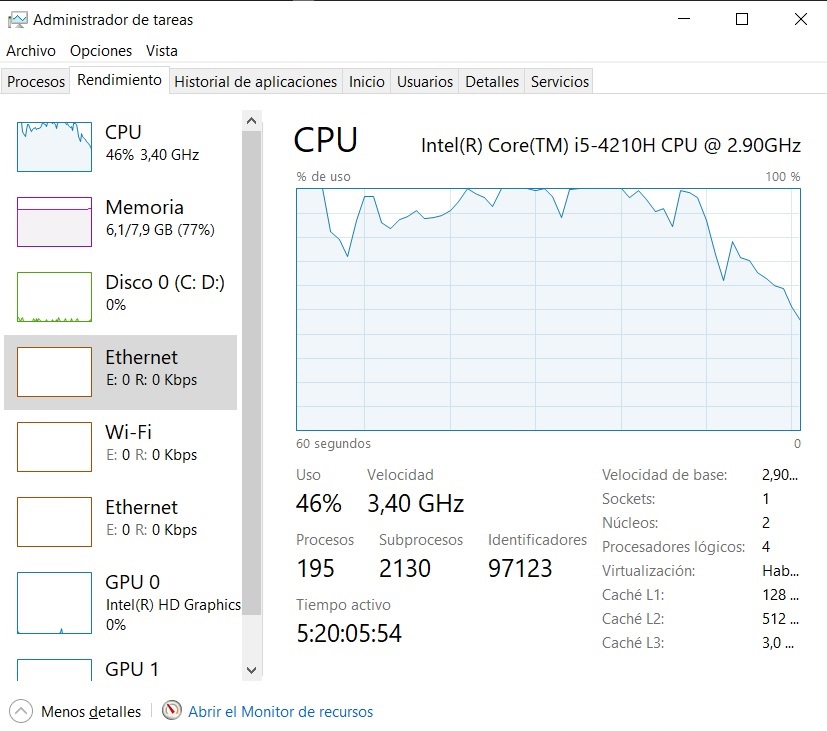 Administrador de tareas
Archivo Opciones Vista
Procesos Rendimiento Historial de aplicaciones Inicio Usuarios Detalles Servicios
CPU
46% 3,40 GHz
Memoria
6,1/7,9 GB (77%)
Disco 0 (C: D:)
0%
Ethernet
E: 0 R: 0 Kbps
Wi-Fi
E: 0 R: 0 Kbps
Ethernet
E: 0 R: 0 Kbps
GPU 0
Intel(R) HD Graphics
0%
GPU 1
CPU Intel(R) Core(TM) i5-4210H CPU @ 2.90GHz
% de uso 100 %
60 segundos 0
Uso Velocidad
46% 3,40 GHz
Procesos Subprocesos Identificadores
195 2130 97123
Tiempo activo
5:20:05:54
Velocidad de base: 2,90...
Sockets: 1
Núcleos: 2
Procesadores lógicos: 4
Virtualización: Hab...
Caché L1: 128 ...
Caché L2: 512 ...
Caché L3: 3,0 ...
Menos detalles Abrir el Monitor de recursos